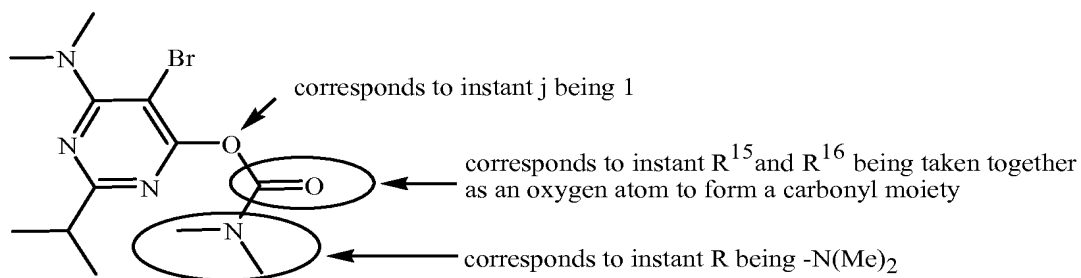 N
Br
corresponds to instant j being 1
N
O
N
O
corresponds to instant R15 and R16 being taken together
as an oxygen atom to form a carbonyl moiety
N
corresponds to instant R being -N(Me)2